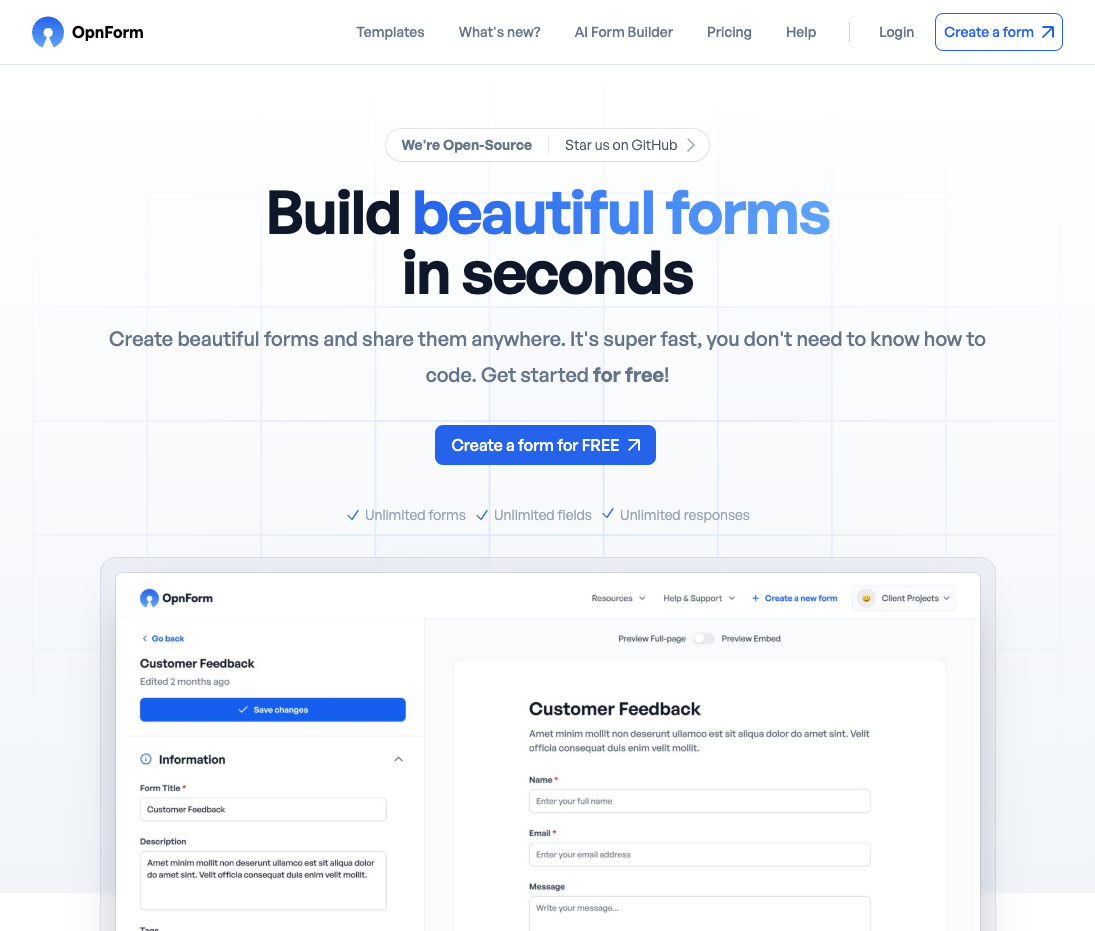 OpnForm
Templates What's new? AI Form Builder Pricing Help Login Create a form
We're Open-Source Star us on GitHub
Build beautiful forms
in seconds
Create beautiful forms and share them anywhere. It's super fast, you don't need to know how to
code. Get started for free!
Create a form for FREE
Unlimited forms Unlimited fields Unlimited responses
OpnForm
Resources Help & Support + Create a new form Client Projects
Go back
Customer Feedback
Edited 2 months ago
Save changes
Information
Form Title *
Customer Feedback
Description
Amet minim mollit non deserunt ullamco est sit aliqua dolor
do amet sint. Velit officia consequat duis enim velit mollit.
Tags
Preview Full-page Preview Embed
Customer Feedback
Amet minim mollit non deserunt ullamco est sit aliqua dolor do amet sint. Velit
officia consequat duis enim velit mollit.
Name *
Enter your full name
Email *
Enter your email address
Message
Write your message...